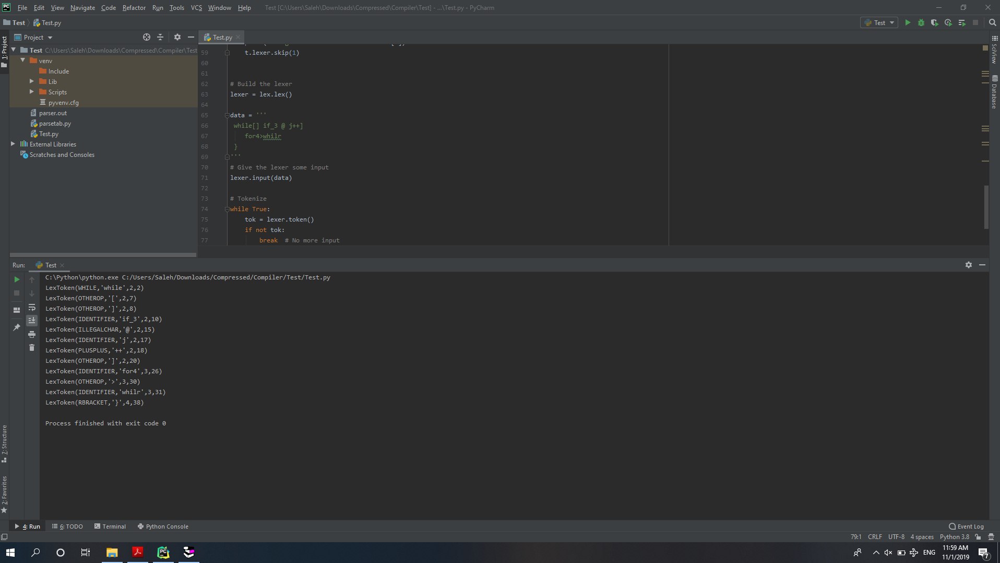 File Edit View Navigate Code Refactor Run Tools VCS Window Help Test [C:\Users\Saleh\Downloads\Compressed\Compiler\Test] - ...\Test.py - PyCharm
Test Test.py Test
1: Project
Project
Test.py
Test C:\Users\Saleh\Downloads\Compressed\Compiler\Test
venv
Include
Lib
Scripts
pyvenv.cfg
parser.out
parsetab.py
Test.py
External Libraries
Scratches and Consoles
59 t.lexer.skip(1)
60
61
62 # Build the lexer
63 lexer = lex.lex()
64
65 data = '''
66 while[] if_3 @ j++]
67 for4>whilr
68 }
69 '''
70 # Give the lexer some input
71 lexer.input(data)
72
73 # Tokenize
74 while True:
75 tok = lexer.token()
76 if not tok:
77 break # No more input
SciView
Database
Run: Test
C:\Python\python.exe C:/Users/Saleh/Downloads/Compressed/Compiler/Test/Test.py
LexToken(WHILE,'while',2,2)
LexToken(OTHEROP,'[',2,7)
LexToken(OTHEROP,']',2,8)
LexToken(IDENTIFIER,'if_3',2,10)
LexToken(ILLEGALCHAR,'@',2,15)
LexToken(IDENTIFIER,'j',2,17)
LexToken(PLUSPLUS,'++',2,18)
LexToken(OTHEROP,']',2,20)
LexToken(IDENTIFIER,'for4',3,26)
LexToken(OTHEROP,'>',3,30)
LexToken(IDENTIFIER,'whilr',3,31)
LexToken(RBRACKET,'}',4,38)
Process finished with exit code 0
7: Structure
2: Favorites
4: Run 6: TODO Terminal Python Console Event Log
79:1 CRLF UTF-8 4 spaces Python 3.8
ENG 11:59 AM
11/1/2019 7